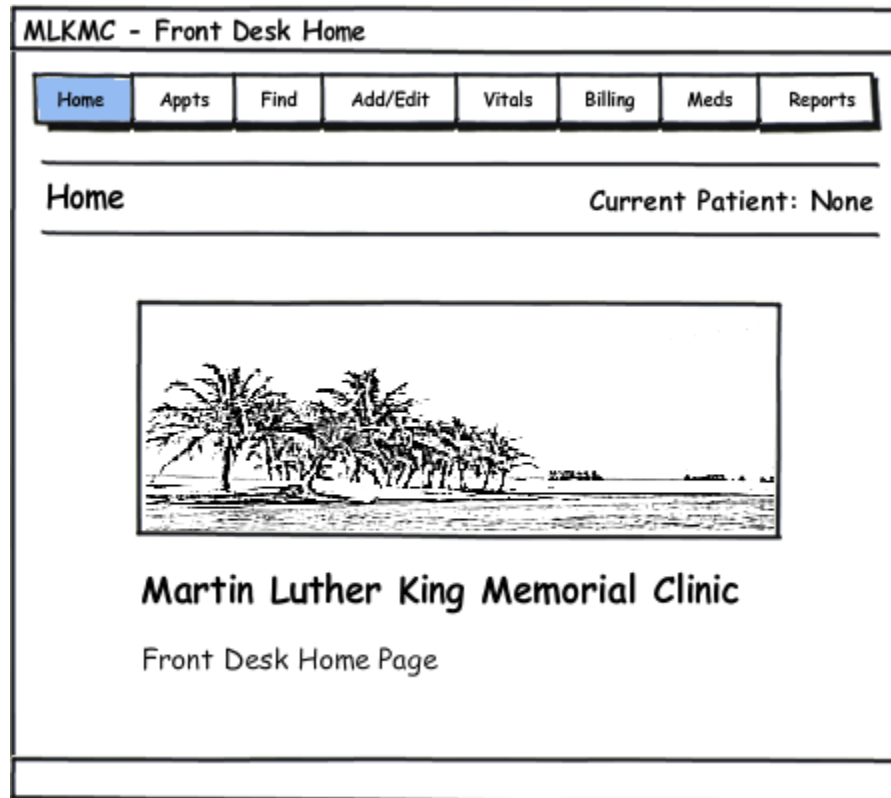 MLKMC - Front Desk Home
Home Appts Find Add/Edit Vitals Billing Meds Reports
Home Current Patient: None
Martin Luther King Memorial Clinic
Front Desk Home Page